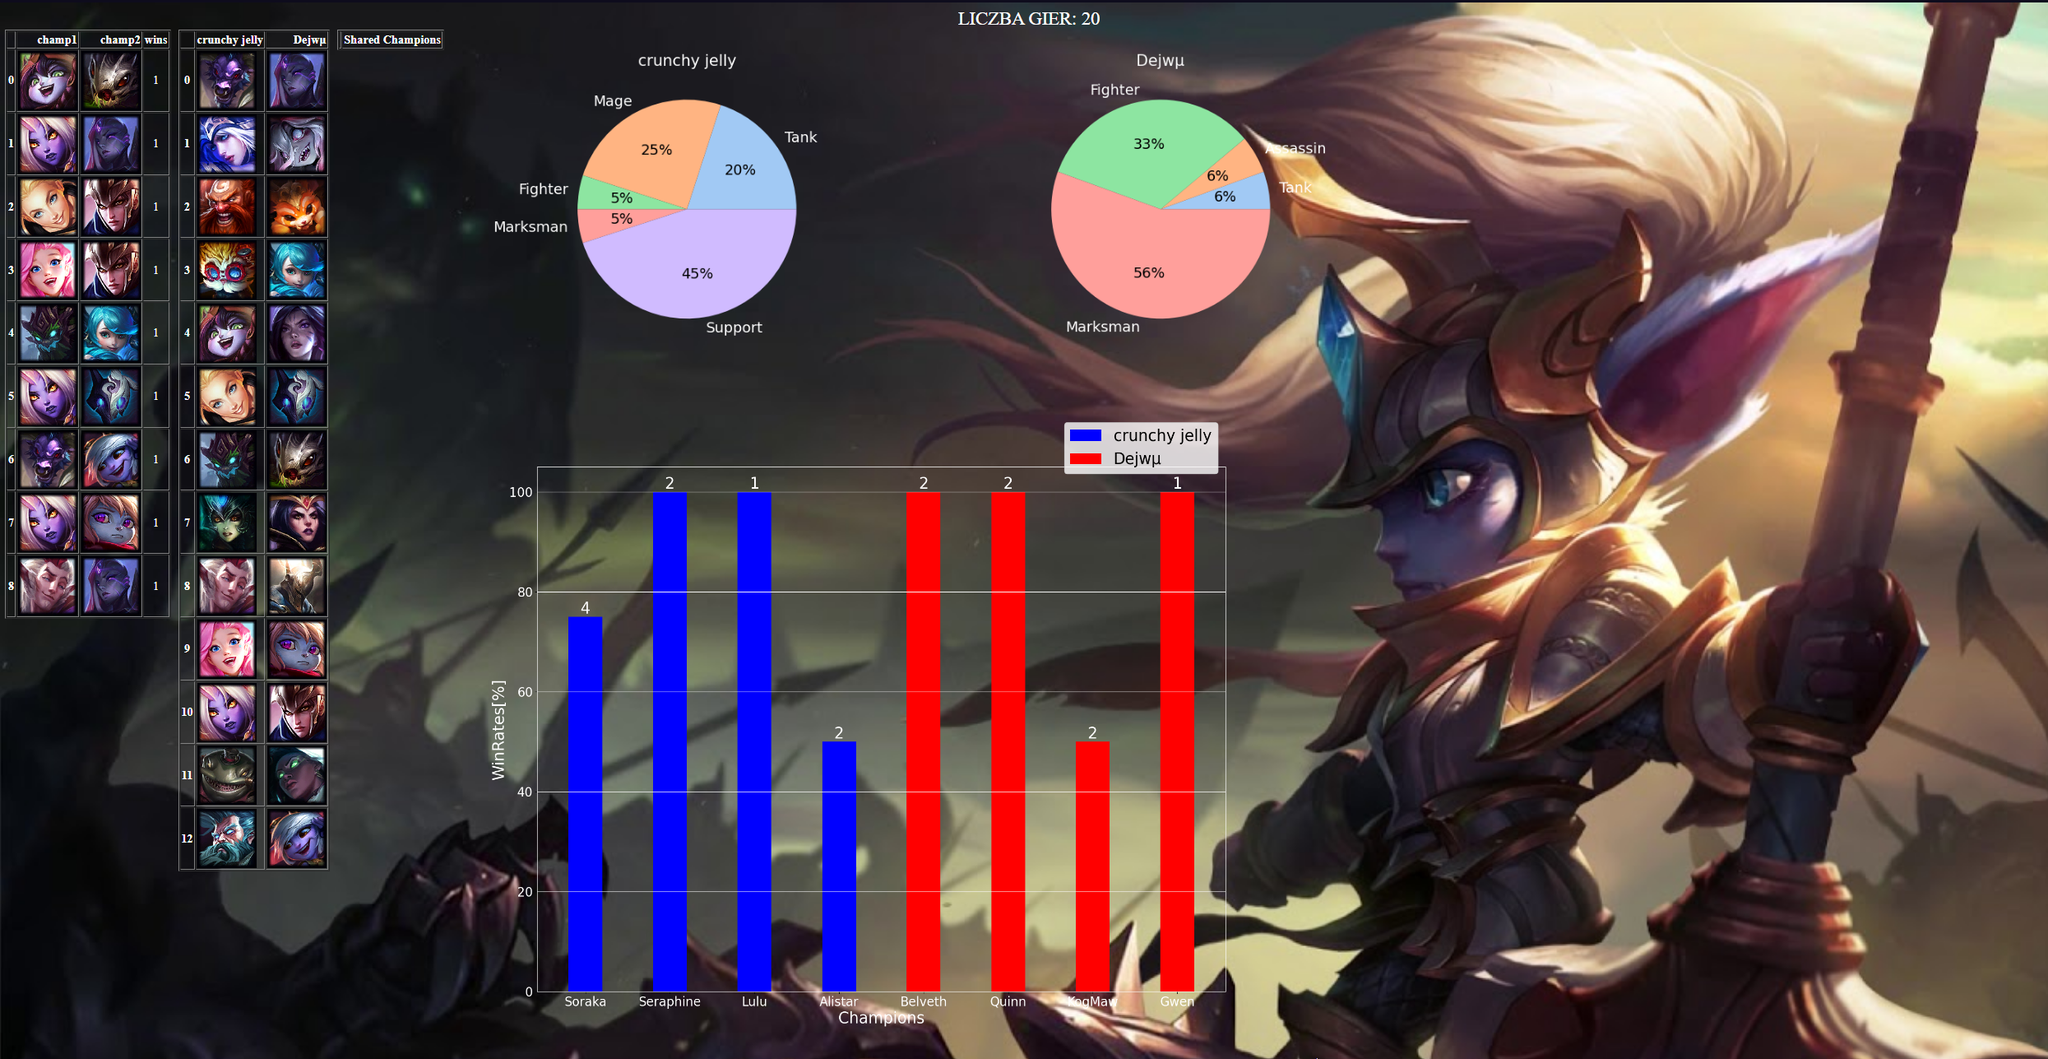 LICZBA GIER: 20
champ1 champ2 wins
0 1
1 1
2 1
3 1
4 1
5 1
6 1
7 1
8 1
crunchy jelly Dejwµ
0
1
2
3
4
5
6
7
8
9
10
11
12
Shared Champions
crunchy jelly
Mage
Tank
25%
20%
Fighter
5%
5%
Marksman
45%
Support
Dejwµ
Fighter
33%
Assassin
6%
Tank
6%
56%
Marksman
crunchy jelly
Dejwµ
2 1 2 2 1
100
4
80
60
2 2
40
20
0
WinRates[%]
Soraka Seraphine Lulu Alistar Belveth Quinn KogMaw Gwen
Champions